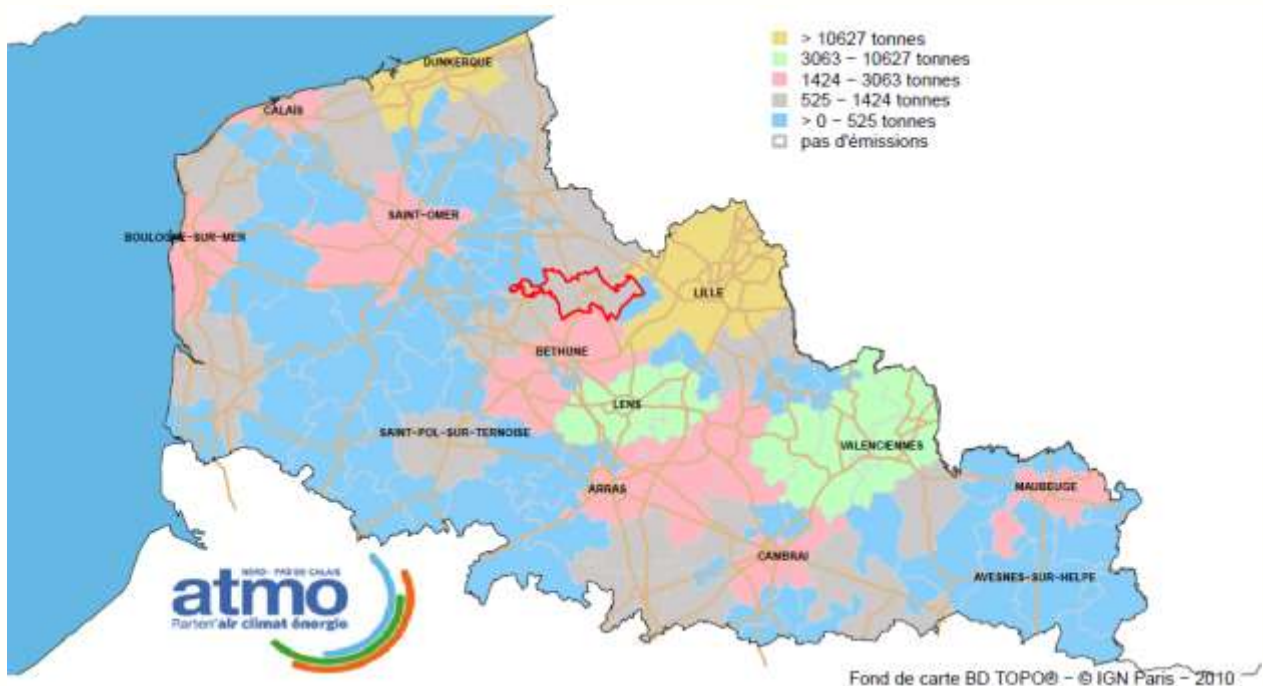 > 10627 tonnes
3063 – 10627 tonnes
1424 – 3063 tonnes
525 – 1424 tonnes
> 0 – 525 tonnes
pas d'émissions
DUNKERQUE
CALAIS
SAINT-OMER
BOULOGNE-SUR-MER
LILLE
BETHUNE
LENS
SAINT-POL-SUR-TERNOISE
VALENCIENNES
ARRAS
MAUBEUGE
CAMBRAI
AVESNES-SUR-HELPE
NORD - PAS DE CALAIS
atmo
Parten'air climat énergie
Fond de carte BD TOPO® – © IGN Paris – 2010